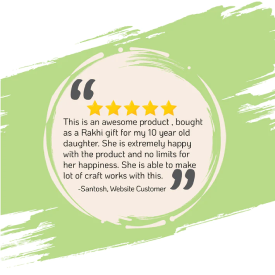 This is an awesome product , bought
as a Rakhi gift for my 10 year old
daughter. She is extremely happy
with the product and no limits for
her happiness. She is able to make
lot of craft works with this.
-Santosh, Website Customer